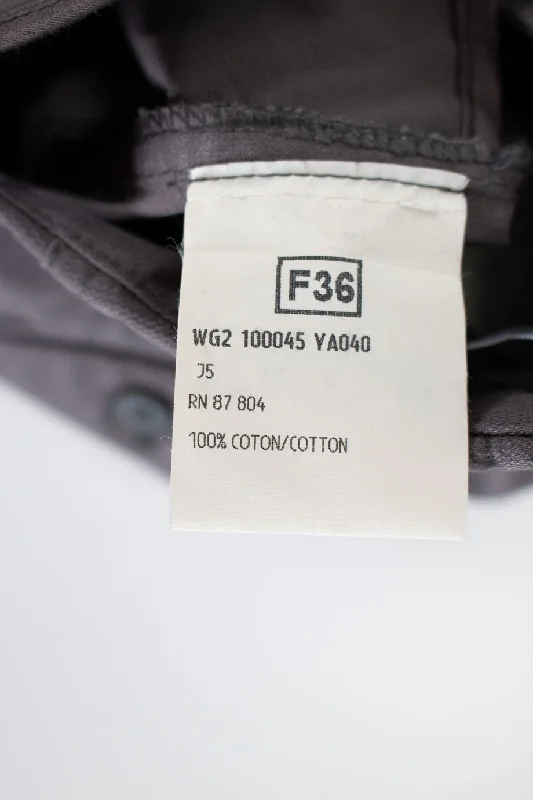 F36
WG2 100045 YA040
J5
RN 87 804
100% COTON/COTTON